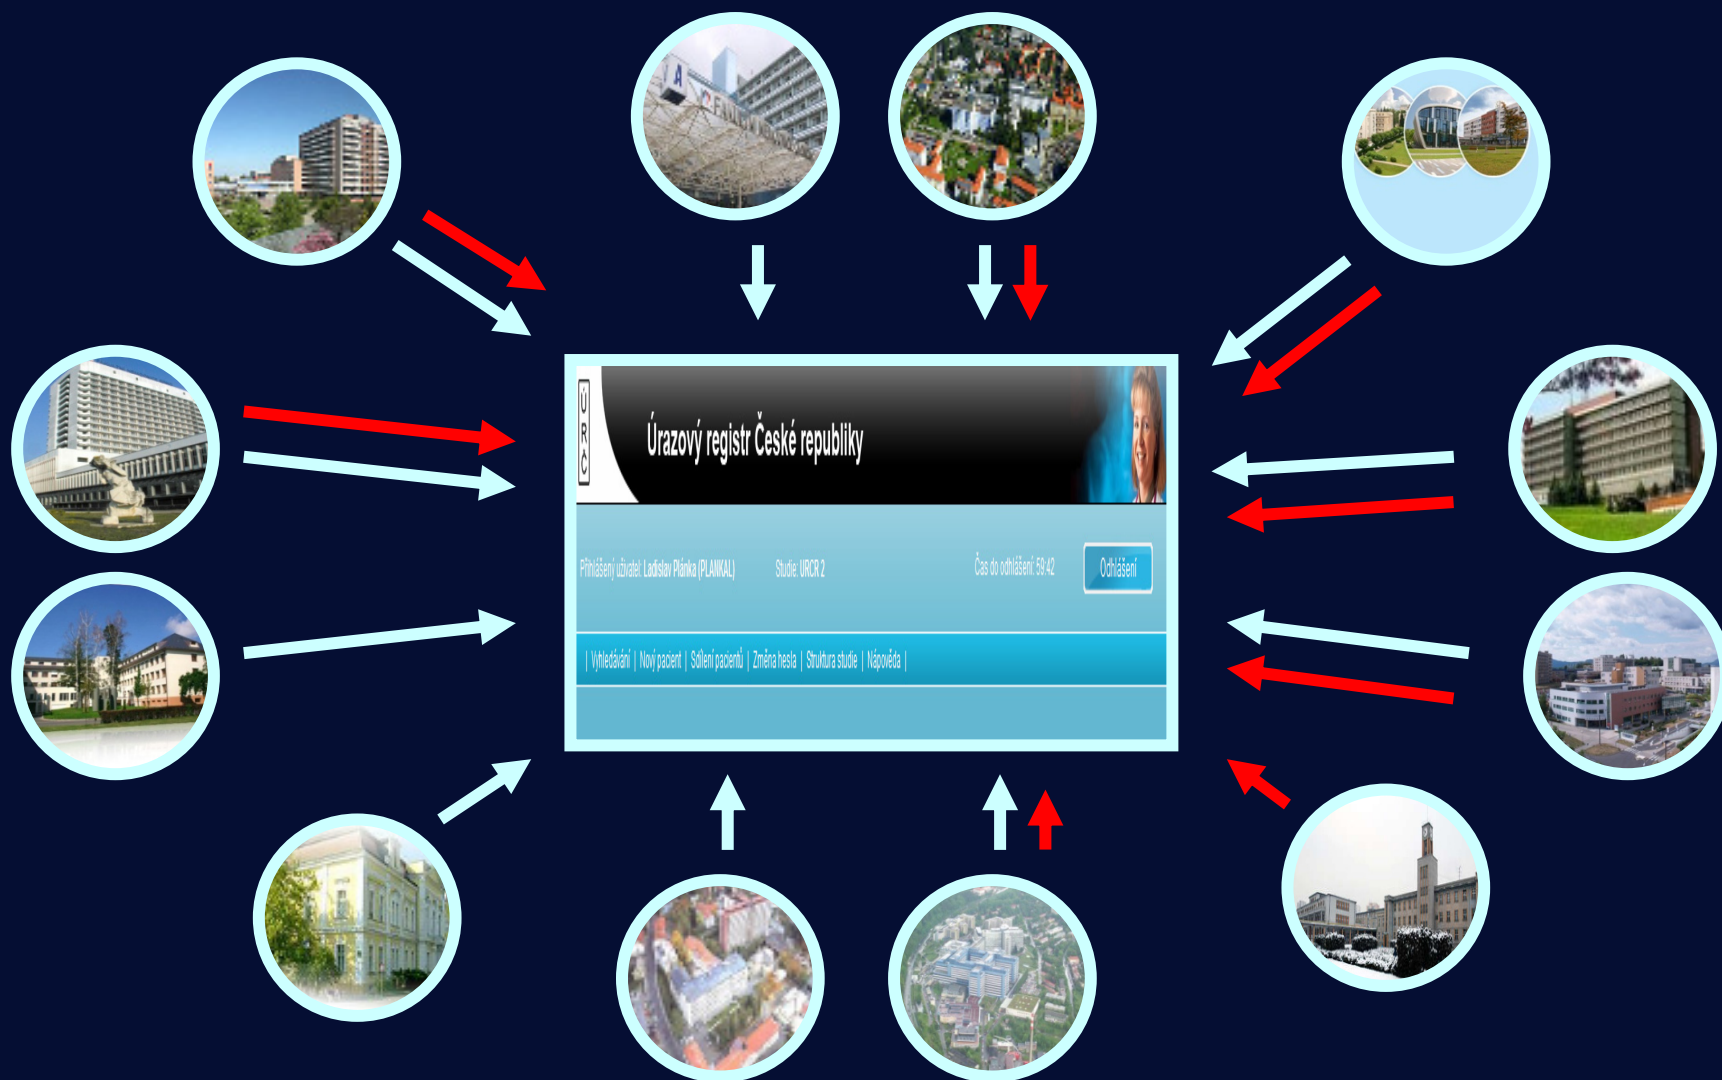 ÚRČ
Úrazový registr České republiky
Přihlášený uživatel: Ladislav Plánka (PLANKAL) Studie: URCR 2 Čas do odhlášení: 59:42 Odhlášení
| Vyhledávání | Nový pacient | Sdílení pacientů | Změna hesla | Struktura studie | Nápověda |